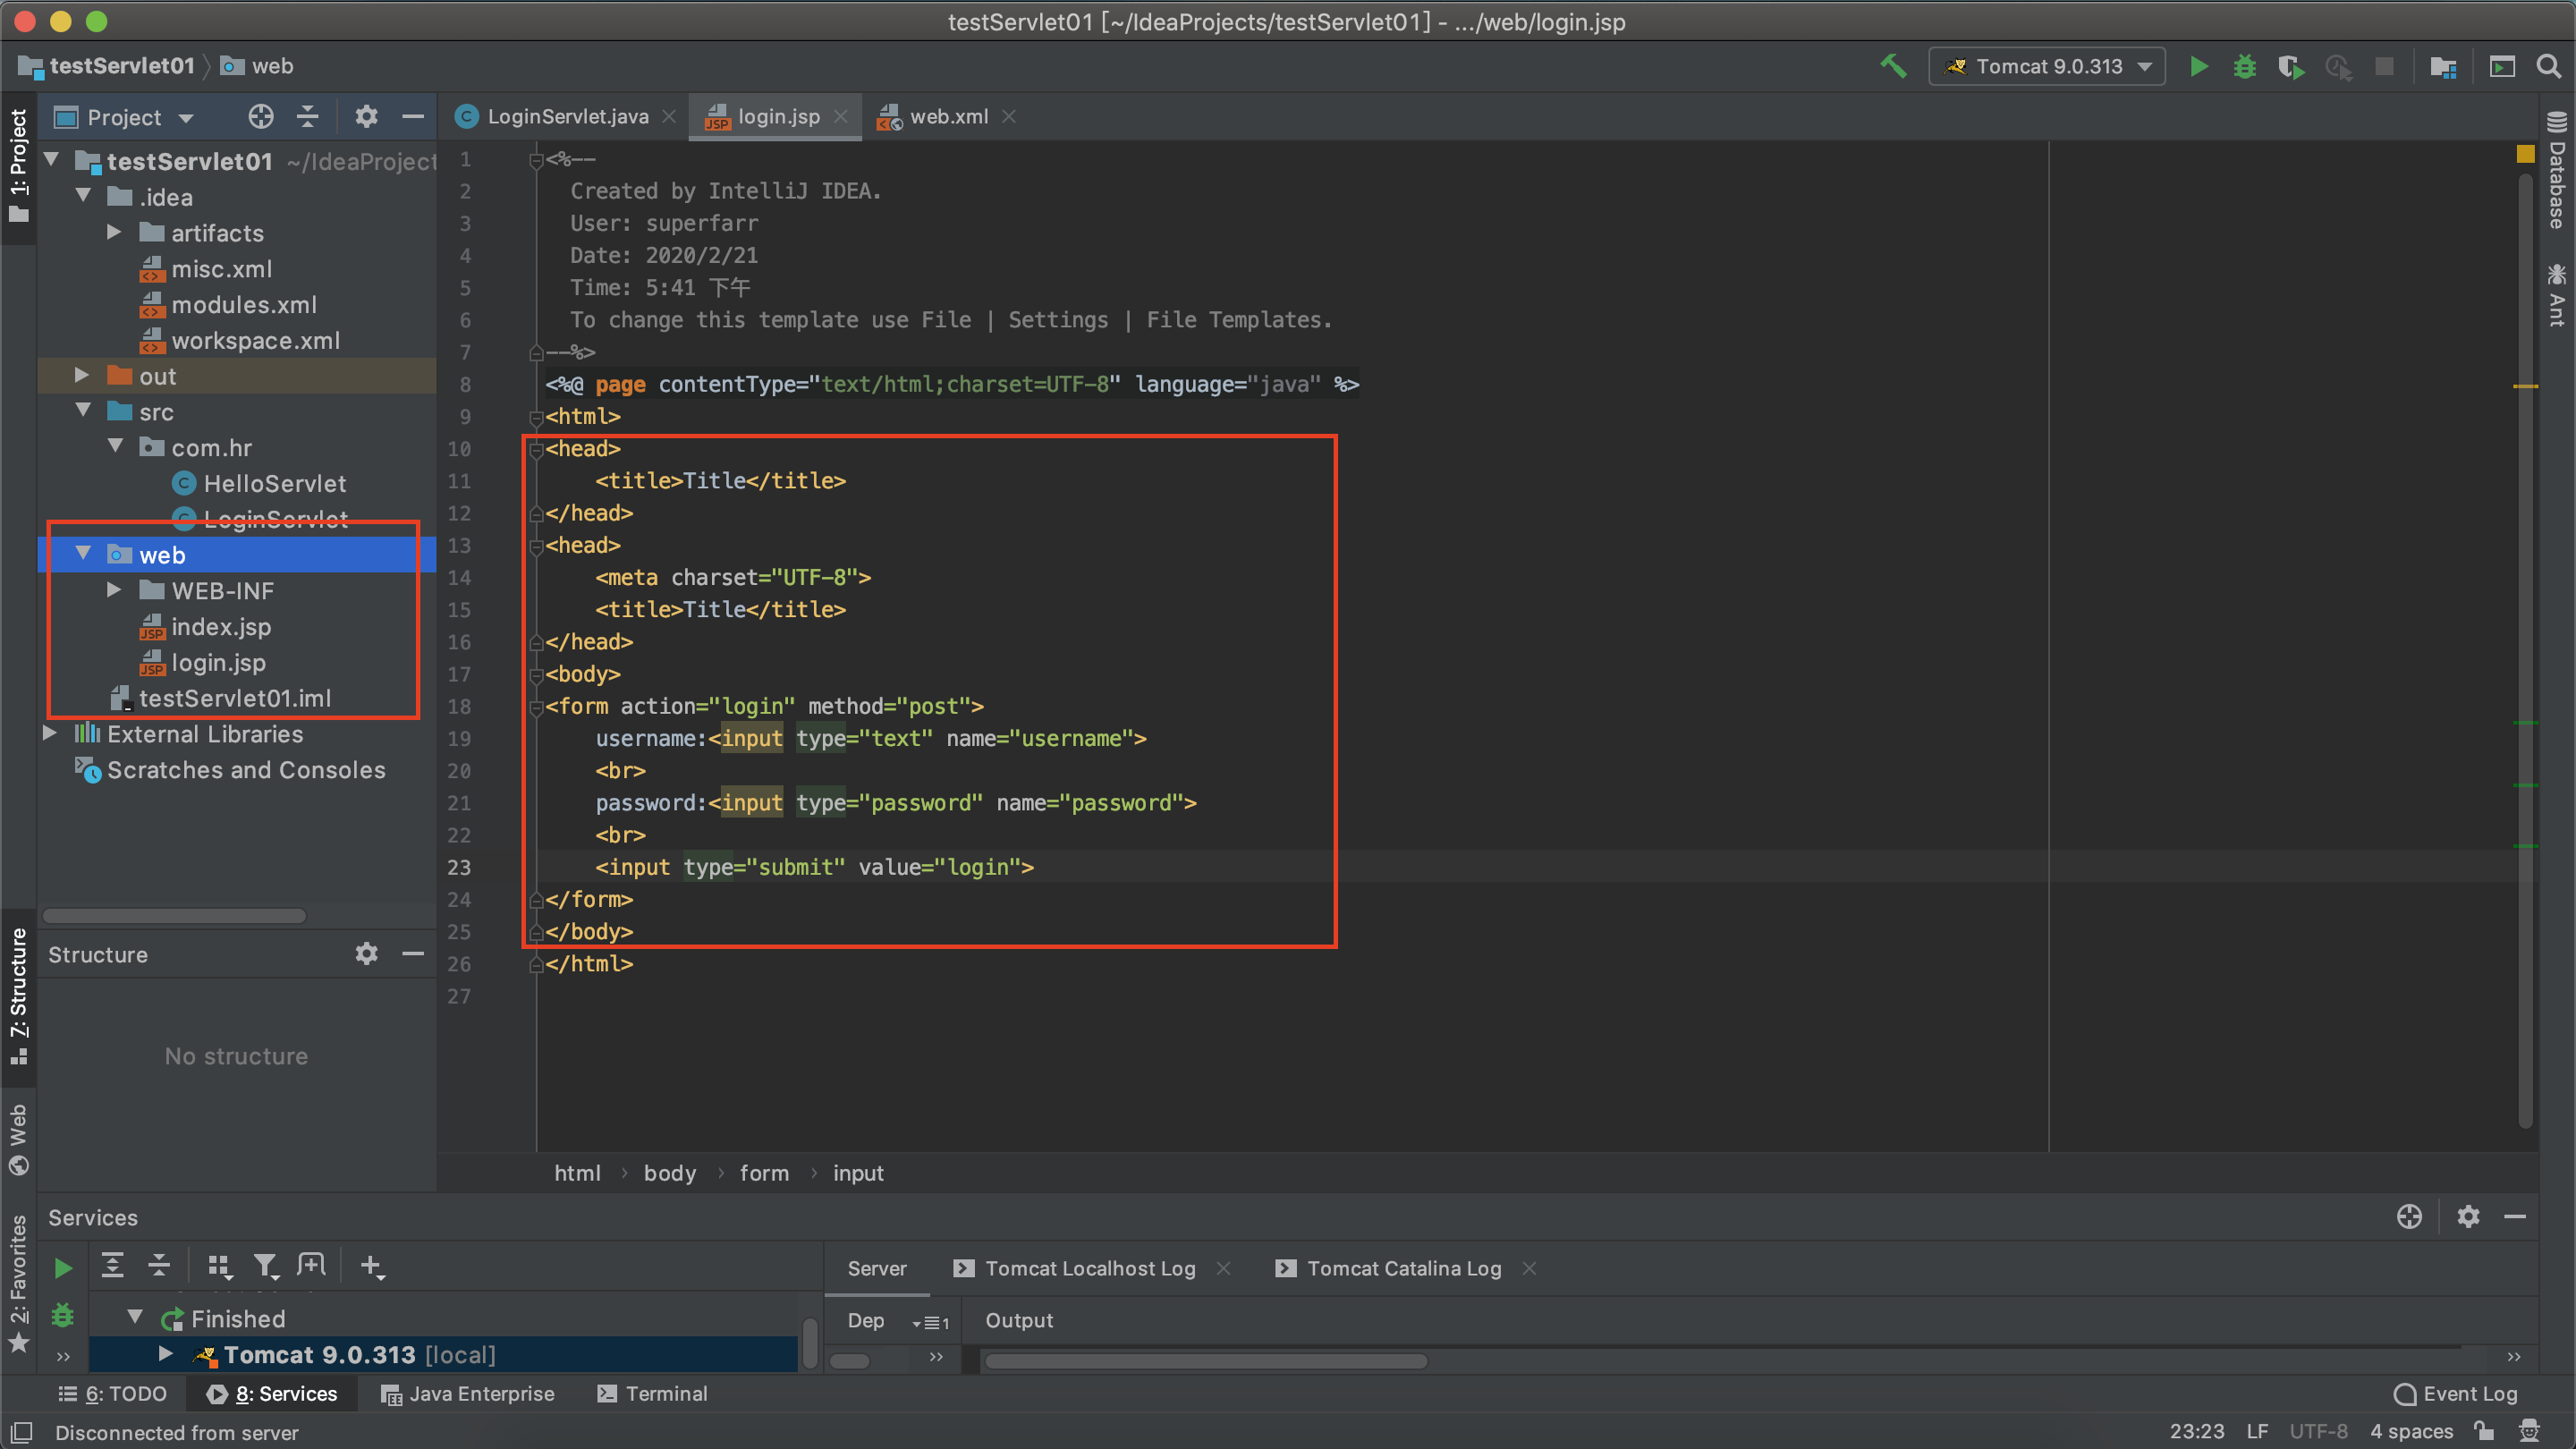 testServlet01 [~/IdeaProjects/testServlet01] - .../web/login.jsp
testServlet01
web
Tomcat 9.0.313
1: Project
Project
LoginServlet.java
login.jsp
web.xml
testServlet01 ~/IdeaProject
.idea
artifacts
misc.xml
modules.xml
workspace.xml
out
src
com.hr
HelloServlet
LoginServlet
web
WEB-INF
index.jsp
login.jsp
testServlet01.iml
External Libraries
Scratches and Consoles
1 <%--
2 Created by IntelliJ IDEA.
3 User: superfarr
4 Date: 2020/2/21
5 Time: 5:41 下午
6 To change this template use File | Settings | File Templates.
7 --%>
8 <%@ page contentType="text/html;charset=UTF-8" language="java" %>
9 <html>
10 <head>
11 <title>Title</title>
12 </head>
13 <head>
14 <meta charset="UTF-8">
15 <title>Title</title>
16 </head>
17 <body>
18 <form action="login" method="post">
19 username:<input type="text" name="username">
20 <br>
21 password:<input type="password" name="password">
22 <br>
23 <input type="submit" value="login">
24 </form>
25 </body>
26 </html>
27
Database
Ant
7: Structure
Structure
No structure
Web
2: Favorites
html › body › form › input
Services
Server
Tomcat Localhost Log
Tomcat Catalina Log
Finished
Dep
1
Output
Tomcat 9.0.313 [local]
6: TODO
8: Services
Java Enterprise
Terminal
Event Log
Disconnected from server
23:23 LF UTF-8 4 spaces